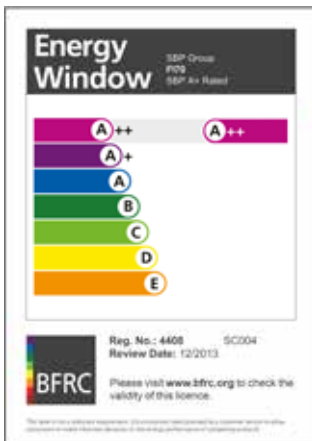 Energy
Window
SBP Group
PI70
SBP A+ Rated
A++ A++
A+
A
B
C
D
E
Reg. No.: 4408 SC004
Review Date: 12/2013
BFRC
Please visit www.bfrc.org to check the
validity of this licence.